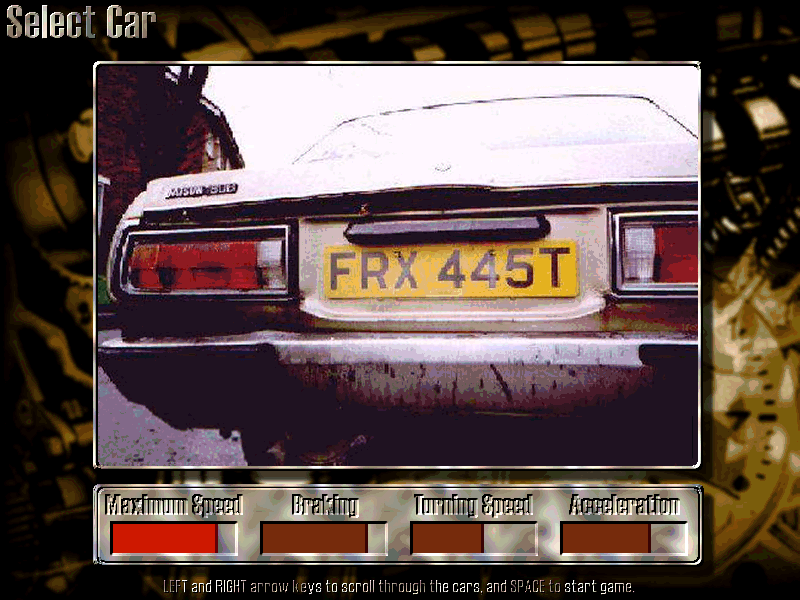 Select Car
FRX 445T
Maximum Speed Braking Turning Speed Acceleration
LEFT and RIGHT arrow keys to scroll through the cars, and SPACE to start game.